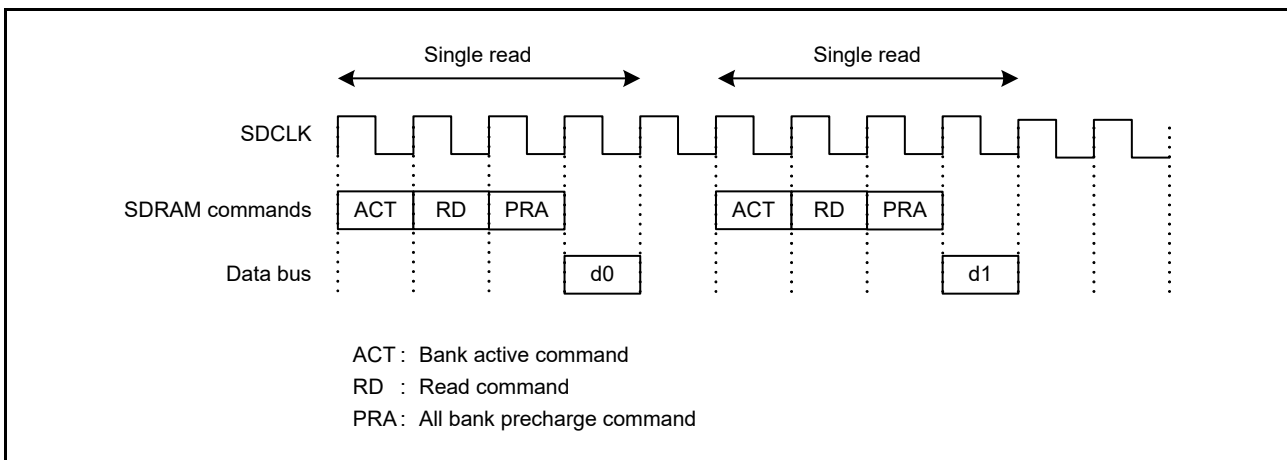 Single read Single read
SDCLK
SDRAM commands ACT RD PRA ACT RD PRA
Data bus d0 d1
ACT : Bank active command
RD : Read command
PRA : All bank precharge command